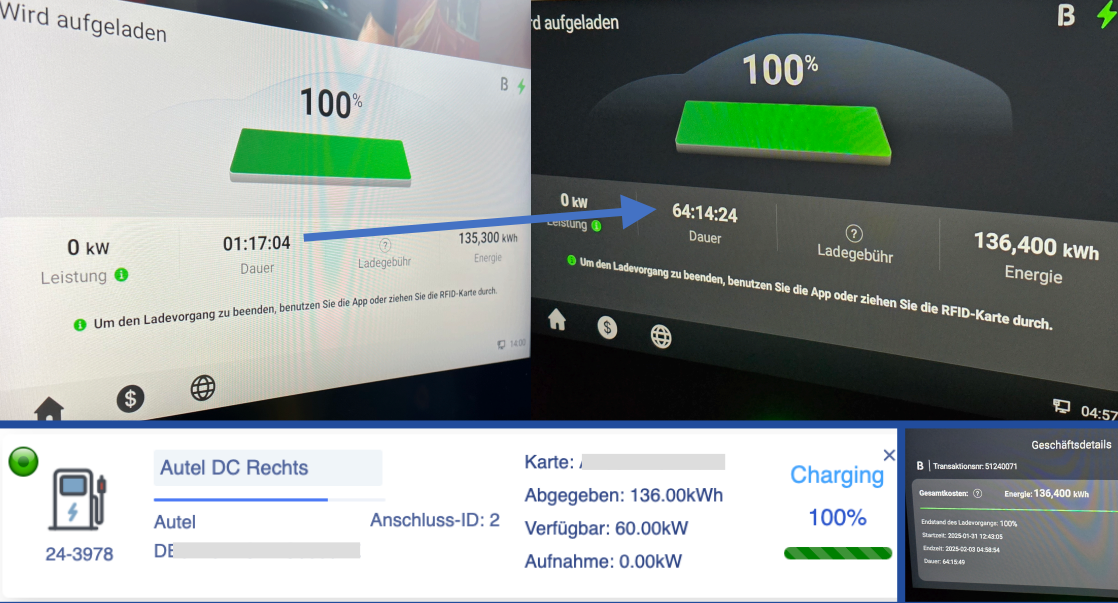 Wird aufgeladen
B
100%
0 kW
Leistung
01:17:04
Dauer
Ladegebühr
135,300 kWh
Energie
Um den Ladevorgang zu beenden, benutzen Sie die App oder ziehen Sie die RFID-Karte durch.
14:00
rd aufgeladen
B
100%
0 kW
Leistung
64:14:24
Dauer
Ladegebühr
136,400 kWh
Energie
Um den Ladevorgang zu beenden, benutzen Sie die App oder ziehen Sie die RFID-Karte durch.
04:57
24-3978
Autel DC Rechts
Autel
Anschluss-ID: 2
DE
Karte:
Abgegeben: 136.00kWh
Verfügbar: 60.00kW
Aufnahme: 0.00kW
Charging
100%
Geschäftsdetails
B | Transaktionsnr: 51240071
Gesamtkosten: ? Energie: 136,400 kWh
Endstand des Ladevorgangs: 100%
Startzeit: 2025-01-31 12:43:05
Endzeit: 2025-02-03 04:58:54
Dauer: 64:15:49